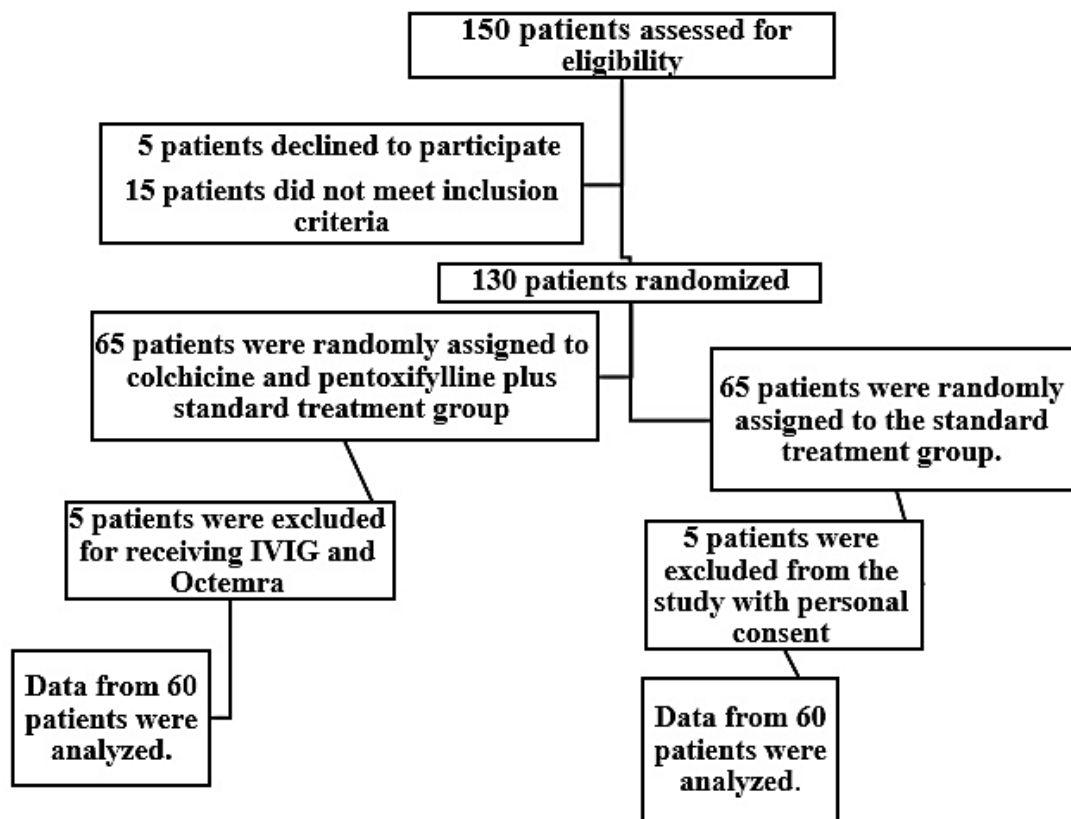 150 patients assessed for
eligibility
5 patients declined to participate
15 patients did not meet inclusion
criteria
130 patients randomized
65 patients were randomly assigned to
colchicine and pentoxifylline plus
standard treatment group
65 patients were randomly
assigned to the standard
treatment group.
5 patients were excluded
for receiving IVIG and
Octemra
5 patients were
excluded from the
study with personal
consent
Data from 60
patients were
analyzed.
Data from 60
patients were
analyzed.